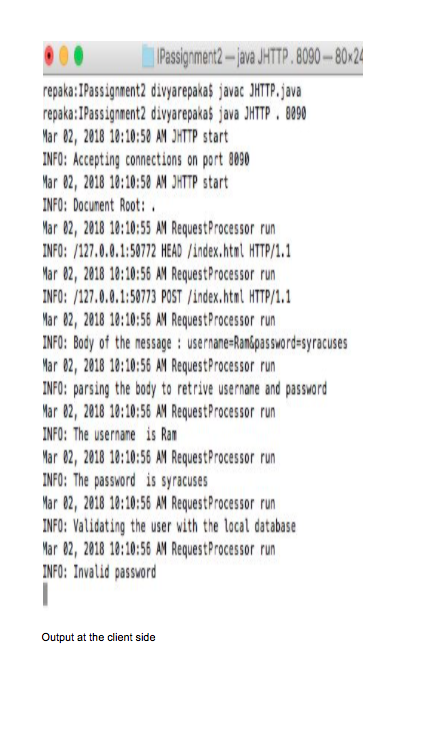 IPassignment2 — java JHTTP . 8090 — 80×24
repaka:IPassignment2 divyarepaka$ javac JHTTP.java
repaka:IPassignment2 divyarepaka$ java JHTTP . 8090
Mar 02, 2018 10:10:50 AM JHTTP start
INFO: Accepting connections on port 8090
Mar 02, 2018 10:10:50 AM JHTTP start
INFO: Document Root: .
Mar 02, 2018 10:10:55 AM RequestProcessor run
INFO: /127.0.0.1:50772 HEAD /index.html HTTP/1.1
Mar 02, 2018 10:10:56 AM RequestProcessor run
INFO: /127.0.0.1:50773 POST /index.html HTTP/1.1
Mar 02, 2018 10:10:56 AM RequestProcessor run
INFO: Body of the message : username=Ram&password=syracuses
Mar 02, 2018 10:10:56 AM RequestProcessor run
INFO: parsing the body to retrive username and password
Mar 02, 2018 10:10:56 AM RequestProcessor run
INFO: The username  is Ram
Mar 02, 2018 10:10:56 AM RequestProcessor run
INFO: The password  is syracuses
Mar 02, 2018 10:10:56 AM RequestProcessor run
INFO: Validating the user with the local database
Mar 02, 2018 10:10:56 AM RequestProcessor run
INFO: Invalid password
Output at the client side